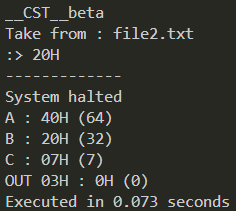 __CST__beta
Take from : file2.txt
:> 20H
-------------
System halted
A : 40H (64)
B : 20H (32)
C : 07H (7)
OUT 03H : 0H (0)
Executed in 0.073 seconds